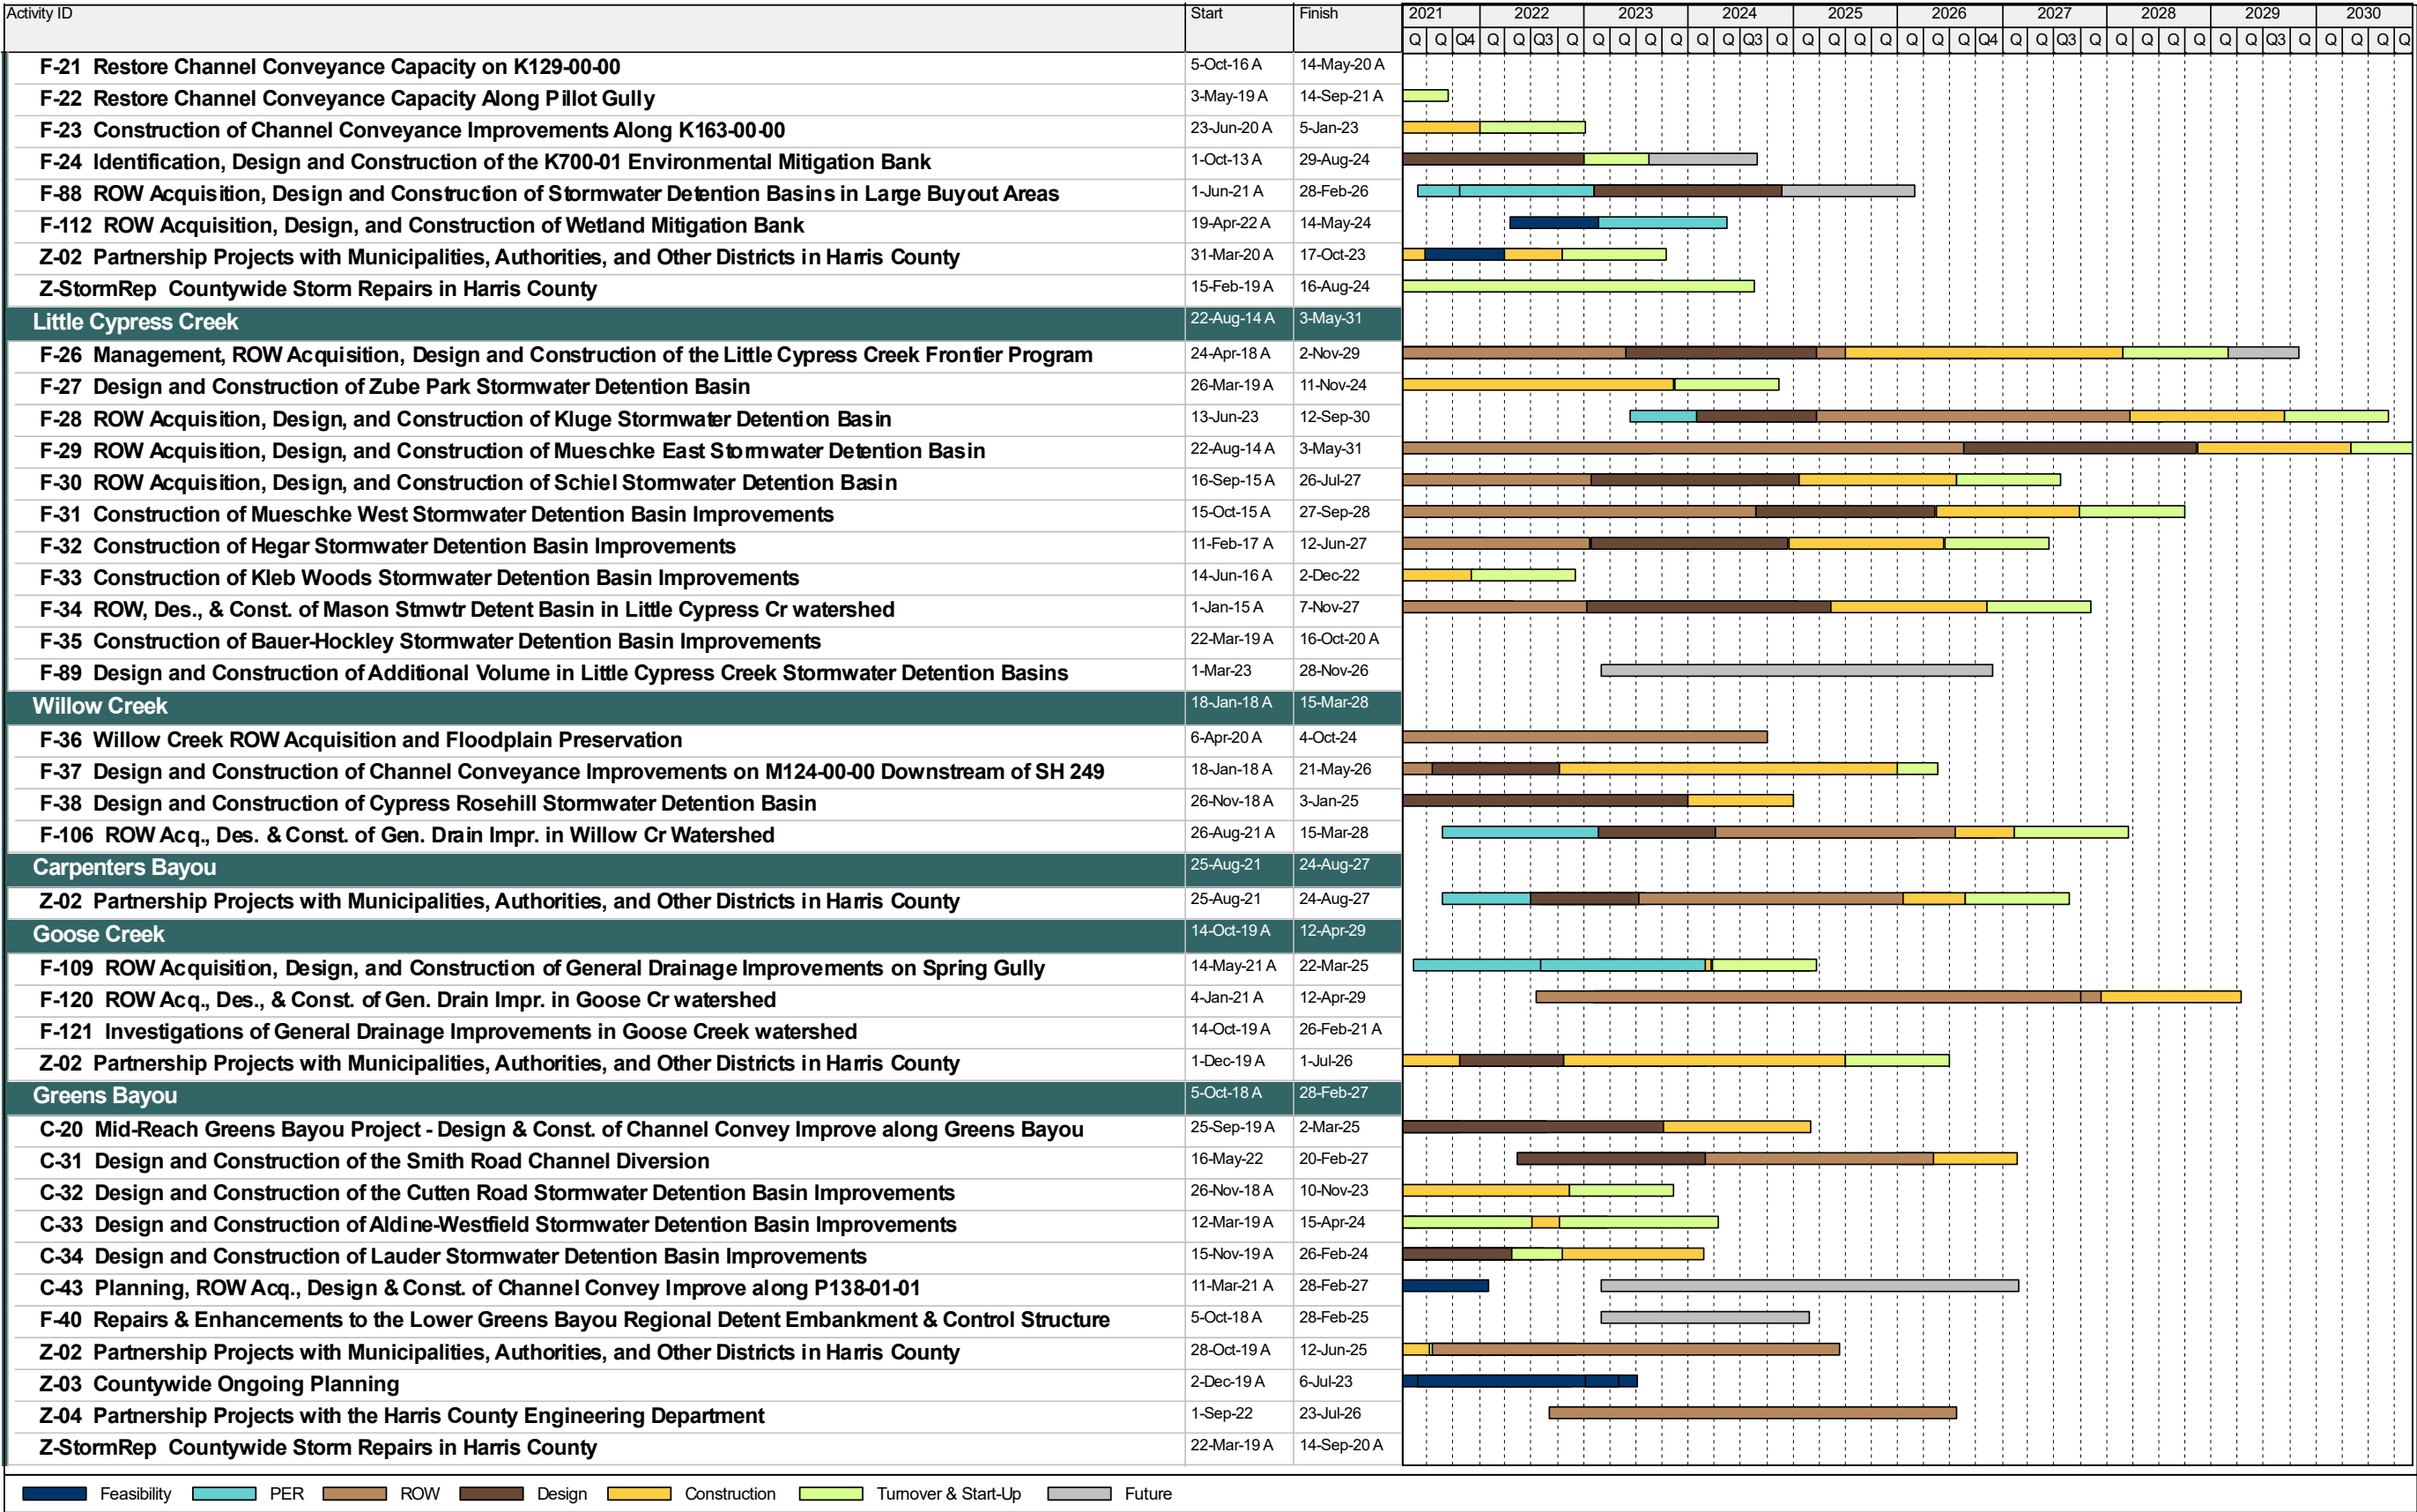 Activity ID Start Finish 2021 2022 2023 2024 2025 2026 2027 2028 2029 2030
Q Q Q4 Q Q Q3 Q Q Q Q Q Q Q Q3 Q Q Q Q Q Q Q Q Q4 Q Q Q3 Q Q Q Q Q Q Q Q3 Q Q Q Q Q
F-21 Restore Channel Conveyance Capacity on K129-00-00 5-Oct-16 A 14-May-20 A
F-22 Restore Channel Conveyance Capacity Along Pillot Gully 3-May-19 A 14-Sep-21 A
F-23 Construction of Channel Conveyance Improvements Along K163-00-00 23-Jun-20 A 5-Jan-23
F-24 Identification, Design and Construction of the K700-01 Environmental Mitigation Bank 1-Oct-13 A 29-Aug-24
F-88 ROW Acquisition, Design and Construction of Stormwater Detention Basins in Large Buyout Areas 1-Jun-21 A 28-Feb-26
F-112 ROW Acquisition, Design, and Construction of Wetland Mitigation Bank 19-Apr-22 A 14-May-24
Z-02 Partnership Projects with Municipalities, Authorities, and Other Districts in Harris County 31-Mar-20 A 17-Oct-23
Z-StormRep Countywide Storm Repairs in Harris County 15-Feb-19 A 16-Aug-24
Little Cypress Creek 22-Aug-14 A 3-May-31
F-26 Management, ROW Acquisition, Design and Construction of the Little Cypress Creek Frontier Program 24-Apr-18 A 2-Nov-29
F-27 Design and Construction of Zube Park Stormwater Detention Basin 26-Mar-19 A 11-Nov-24
F-28 ROW Acquisition, Design, and Construction of Kluge Stormwater Detention Basin 13-Jun-23 12-Sep-30
F-29 ROW Acquisition, Design, and Construction of Mueschke East Stormwater Detention Basin 22-Aug-14 A 3-May-31
F-30 ROW Acquisition, Design, and Construction of Schiel Stormwater Detention Basin 16-Sep-15 A 26-Jul-27
F-31 Construction of Mueschke West Stormwater Detention Basin Improvements 15-Oct-15 A 27-Sep-28
F-32 Construction of Hegar Stormwater Detention Basin Improvements 11-Feb-17 A 12-Jun-27
F-33 Construction of Kleb Woods Stormwater Detention Basin Improvements 14-Jun-16 A 2-Dec-22
F-34 ROW, Des., & Const. of Mason Stmwtr Detent Basin in Little Cypress Cr watershed 1-Jan-15 A 7-Nov-27
F-35 Construction of Bauer-Hockley Stormwater Detention Basin Improvements 22-Mar-19 A 16-Oct-20 A
F-89 Design and Construction of Additional Volume in Little Cypress Creek Stormwater Detention Basins 1-Mar-23 28-Nov-26
Willow Creek 18-Jan-18 A 15-Mar-28
F-36 Willow Creek ROW Acquisition and Floodplain Preservation 6-Apr-20 A 4-Oct-24
F-37 Design and Construction of Channel Conveyance Improvements on M124-00-00 Downstream of SH 249 18-Jan-18 A 21-May-26
F-38 Design and Construction of Cypress Rosehill Stormwater Detention Basin 26-Nov-18 A 3-Jan-25
F-106 ROW Acq., Des. & Const. of Gen. Drain Impr. in Willow Cr Watershed 26-Aug-21 A 15-Mar-28
Carpenters Bayou 25-Aug-21 24-Aug-27
Z-02 Partnership Projects with Municipalities, Authorities, and Other Districts in Harris County 25-Aug-21 24-Aug-27
Goose Creek 14-Oct-19 A 12-Apr-29
F-109 ROW Acquisition, Design, and Construction of General Drainage Improvements on Spring Gully 14-May-21 A 22-Mar-25
F-120 ROW Acq., Des., & Const. of Gen. Drain Impr. in Goose Cr watershed 4-Jan-21 A 12-Apr-29
F-121 Investigations of General Drainage Improvements in Goose Creek watershed 14-Oct-19 A 26-Feb-21 A
Z-02 Partnership Projects with Municipalities, Authorities, and Other Districts in Harris County 1-Dec-19 A 1-Jul-26
Greens Bayou 5-Oct-18 A 28-Feb-27
C-20 Mid-Reach Greens Bayou Project - Design & Const. of Channel Convey Improve along Greens Bayou 25-Sep-19 A 2-Mar-25
C-31 Design and Construction of the Smith Road Channel Diversion 16-May-22 20-Feb-27
C-32 Design and Construction of the Cutten Road Stormwater Detention Basin Improvements 26-Nov-18 A 10-Nov-23
C-33 Design and Construction of Aldine-Westfield Stormwater Detention Basin Improvements 12-Mar-19 A 15-Apr-24
C-34 Design and Construction of Lauder Stormwater Detention Basin Improvements 15-Nov-19 A 26-Feb-24
C-43 Planning, ROW Acq., Design & Const. of Channel Convey Improve along P138-01-01 11-Mar-21 A 28-Feb-27
F-40 Repairs & Enhancements to the Lower Greens Bayou Regional Detent Embankment & Control Structure 5-Oct-18 A 28-Feb-25
Z-02 Partnership Projects with Municipalities, Authorities, and Other Districts in Harris County 28-Oct-19 A 12-Jun-25
Z-03 Countywide Ongoing Planning 2-Dec-19 A 6-Jul-23
Z-04 Partnership Projects with the Harris County Engineering Department 1-Sep-22 23-Jul-26
Z-StormRep Countywide Storm Repairs in Harris County 22-Mar-19 A 14-Sep-20 A
Feasibility PER ROW Design Construction Turnover & Start-Up Future